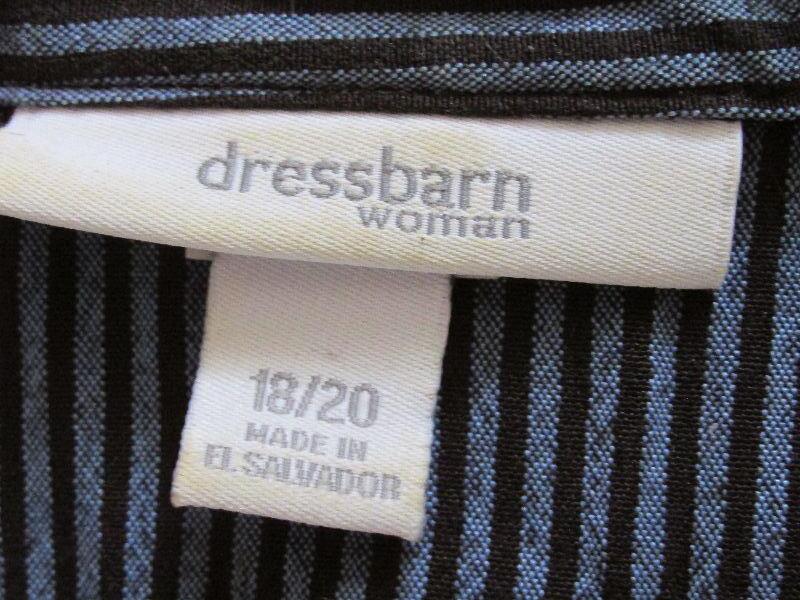 dressbarn
woman
18/20
MADE IN
EL SALVADOR